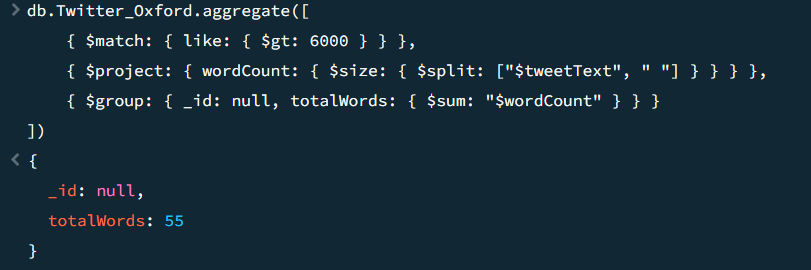 > db.Twitter_Oxford.aggregate([
{ $match: { like: { $gt: 6000 } } },
{ $project: { wordCount: { $size: { $split: ["$tweetText", " "] } } } },
{ $group: { _id: null, totalWords: { $sum: "$wordCount" } } }
])
< {
_id: null,
totalWords: 55
}